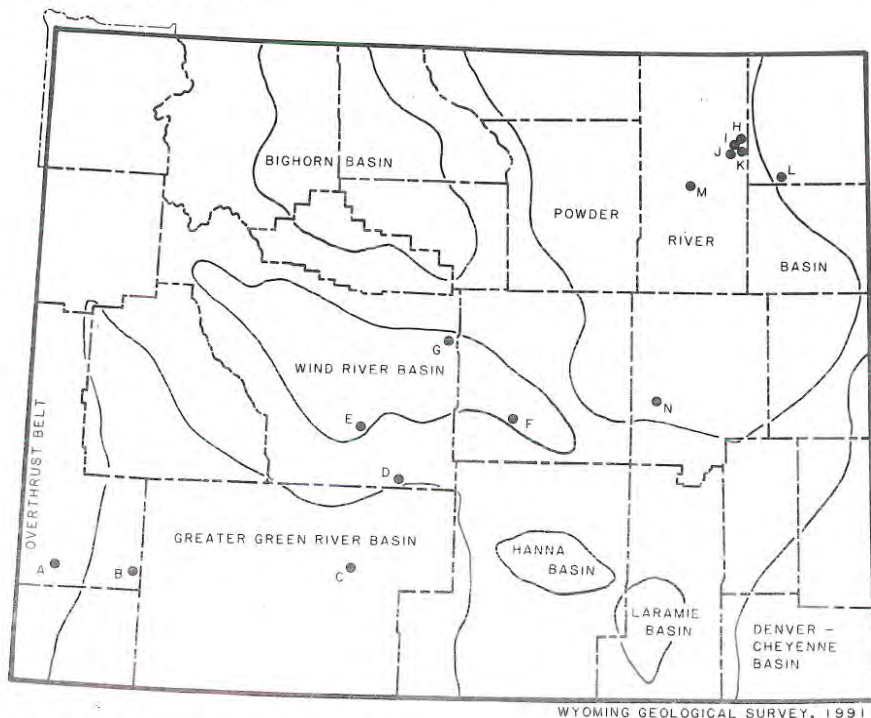 H
I
J
K
L
BIGHORN BASIN
M
POWDER
RIVER
BASIN
G
WIND RIVER BASIN
E
F
N
D
OVERTHRUST BELT
GREATER GREEN RIVER BASIN
A
B
C
HANNA
BASIN
LARAMIE
BASIN
DENVER –
CHEYENNE
BASIN
WYOMING GEOLOGICAL SURVEY, 1991